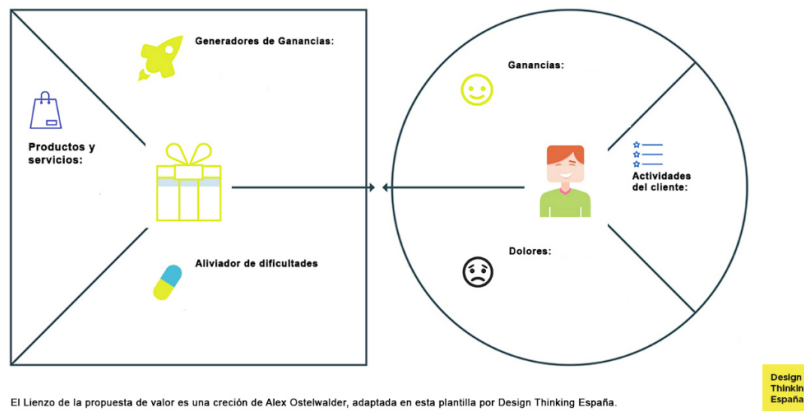 Generadores de Ganancias:
Ganancias:
Productos y
servicios:
Actividades
del cliente:
Aliviador de dificultades
Dolores:
El Lienzo de la propuesta de valor es una creción de Alex Ostelwalder, adaptada en esta plantilla por Design Thinking España.
Design
Thinkin
España